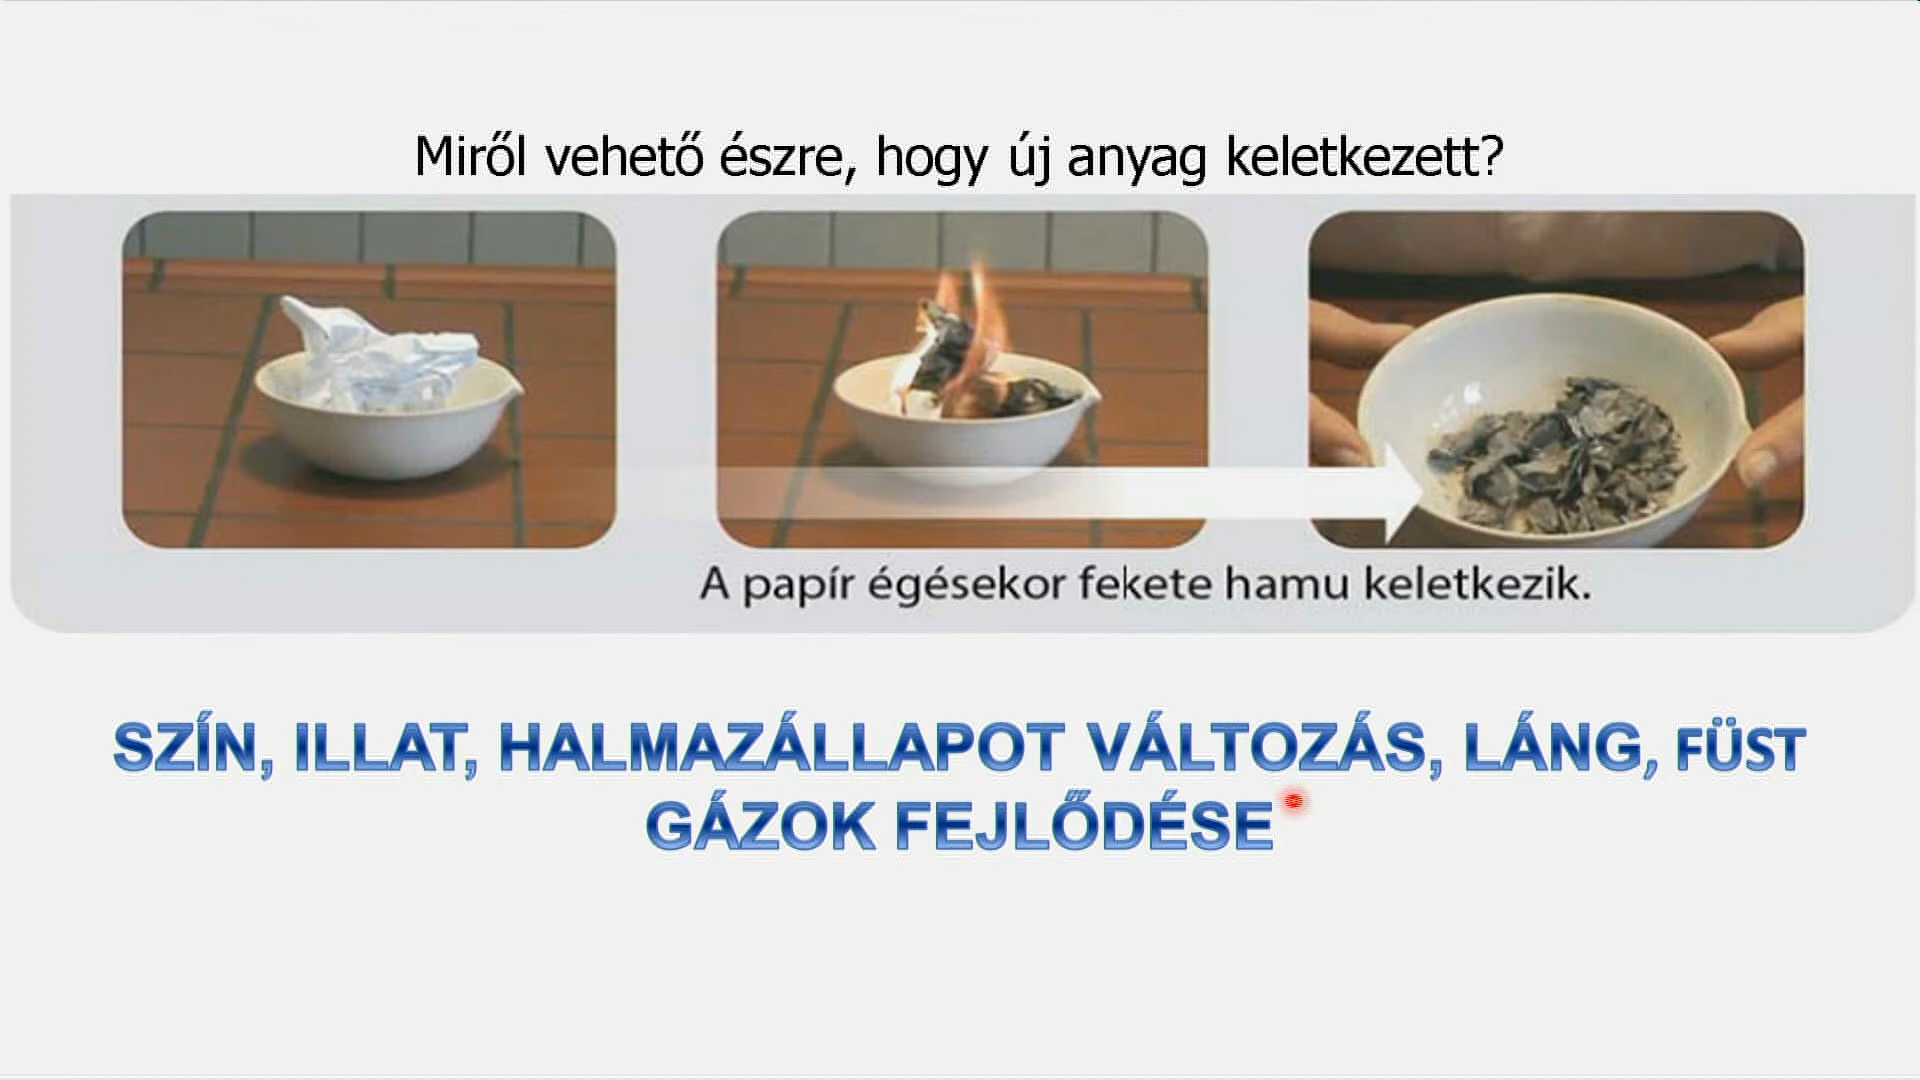 Miről vehető észre, hogy új anyag keletkezett?
A papír égésekor fekete hamu keletkezik.
SZÍN, ILLAT, HALMAZÁLLAPOT VÁLTOZÁS, LÁNG, FÜST
GÁZOK FEJLŐDÉSE